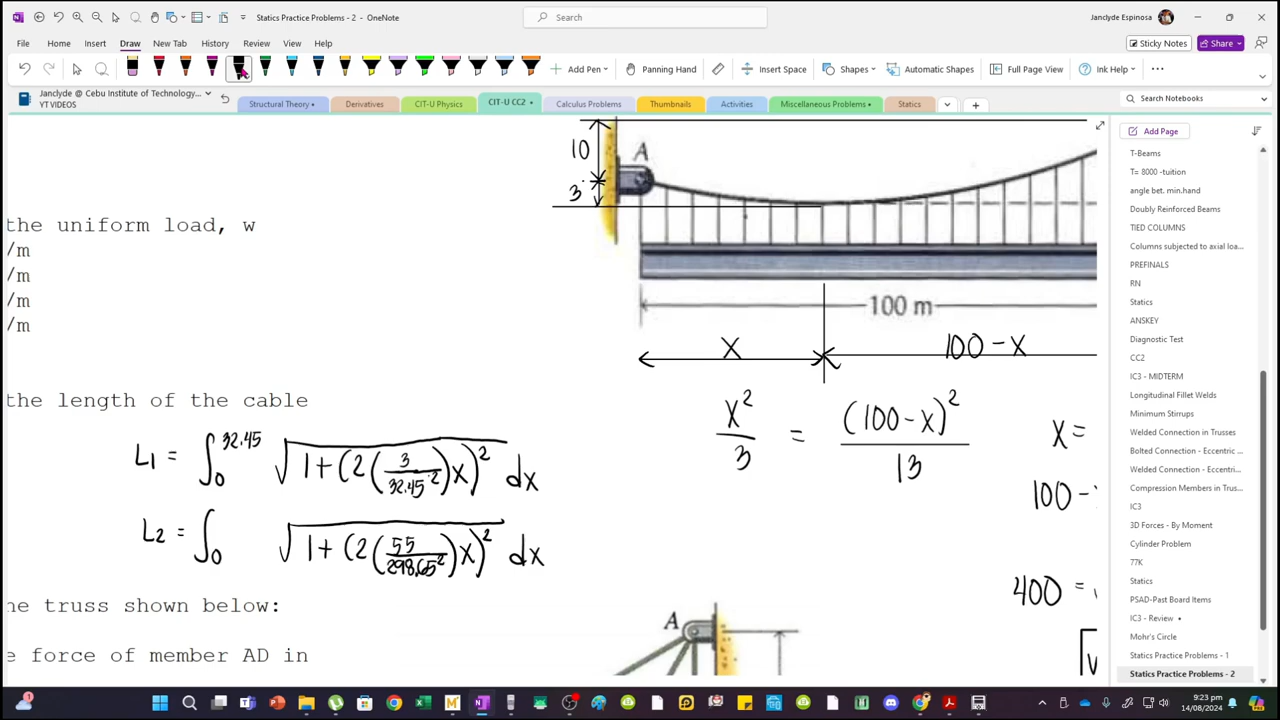 Statics Practice Problems - 2 - OneNote
Search
Janclyde Espinosa
File Home Insert Draw New Tab History Review View Help
Sticky Notes
Share
Add Pen
Panning Hand
Insert Space
Shapes
Automatic Shapes
Full Page View
Ink Help
Janclyde @ Cebu Institute of Technology...
YT VIDEOS
Structural Theory
Derivatives
CIT-U Physics
CIT-U CC2
Calculus Problems
Thumbnails
Activities
Miscellaneous Problems
Statics
Search Notebooks
Add Page
T-Beams
T= 8000 -tuition
angle bet. min.hand
Doubly Reinforced Beams
TIED COLUMNS
Columns subjected to axial loa...
PREFINALS
RN
Statics
ANSKEY
Diagnostic Test
CC2
IC3 - MIDTERM
Longitudinal Fillet Welds
Minimum Stirrups
Welded Connection in Trusses
Bolted Connection - Eccentric ...
Welded Connection - Eccentri...
Compression Members in Trus...
IC3
3D Forces - By Moment
Cylinder Problem
77K
Statics
PSAD-Past Board Items
IC3 - Review
Mohr's Circle
Statics Practice Problems - 1
Statics Practice Problems - 2
10
3
A
the uniform load, w
/m
/m
/m
/m
100 m
X
100 - X
the length of the cable
X²/3 = (100-X)²/13
X=
100-
L1 = ∫₀^32.45 √1+(2(3/32.45²)X)² dx
L2 = ∫₀ √1+(2(55/298.65²)X)² dx
400 =
he truss shown below:
e force of member AD in
A
1
9:23 pm
14/08/2024